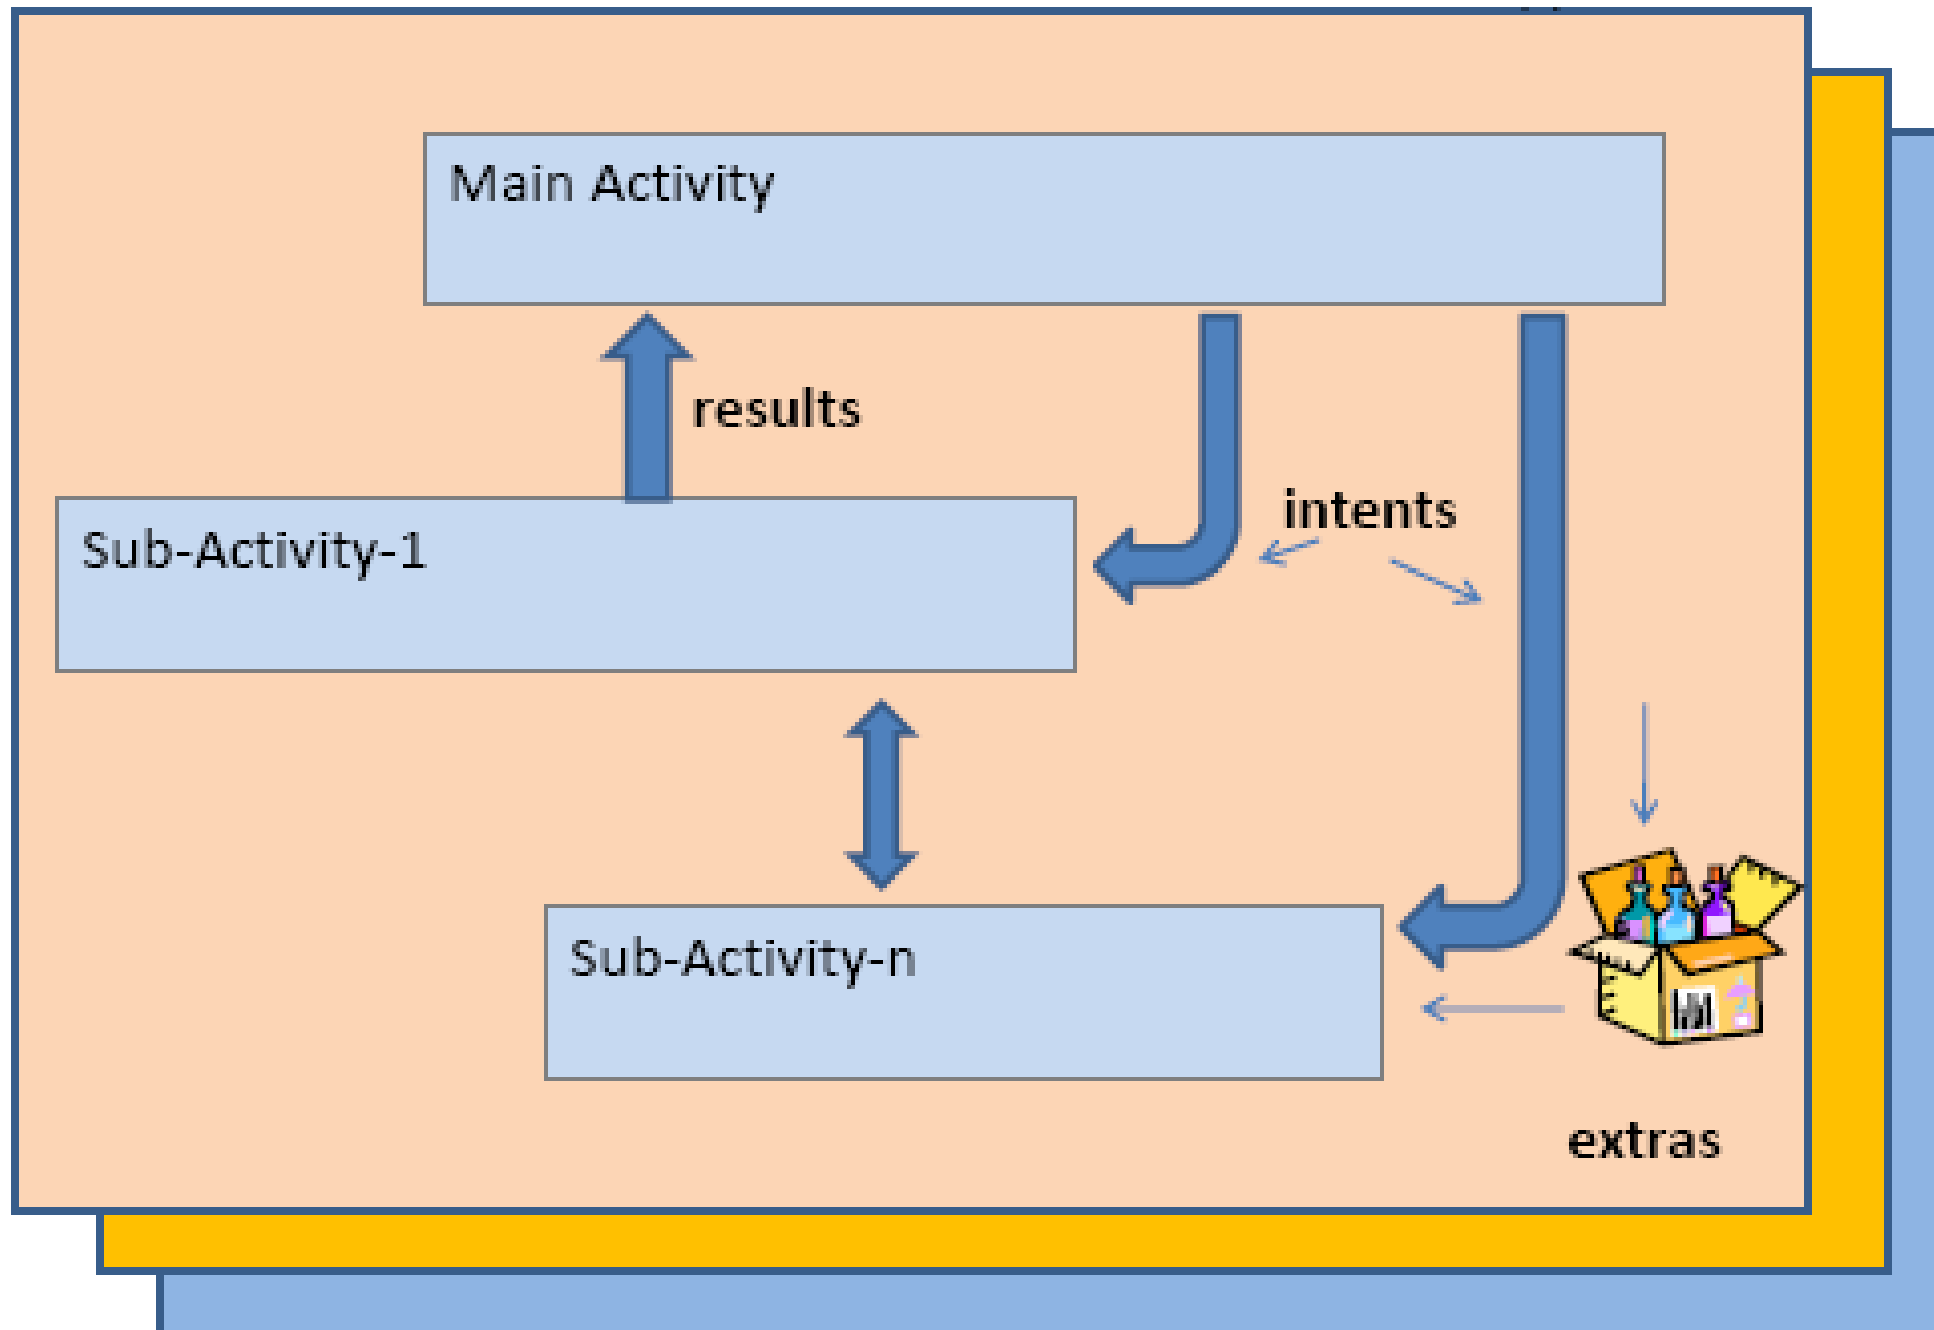 Main Activity
results
intents
Sub-Activity-1
Sub-Activity-n
extras